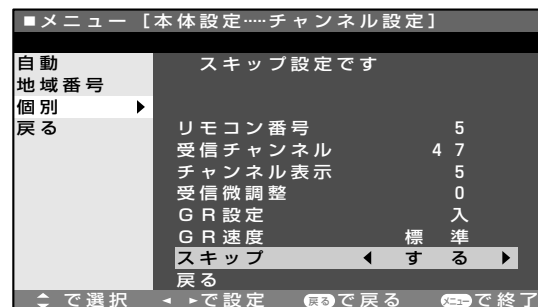 ■メニュー [本体設定┄チャンネル設定]
自動
地域番号
個別 ▶
戻る
スキップ設定です
リモコン番号 5
受信チャンネル 47
チャンネル表示 5
受信微調整 0
GR設定 入
GR速度 標準
スキップ ◀ する ▶
戻る
で選択 ◂ ▸で設定 戻るで戻る メニューで終了